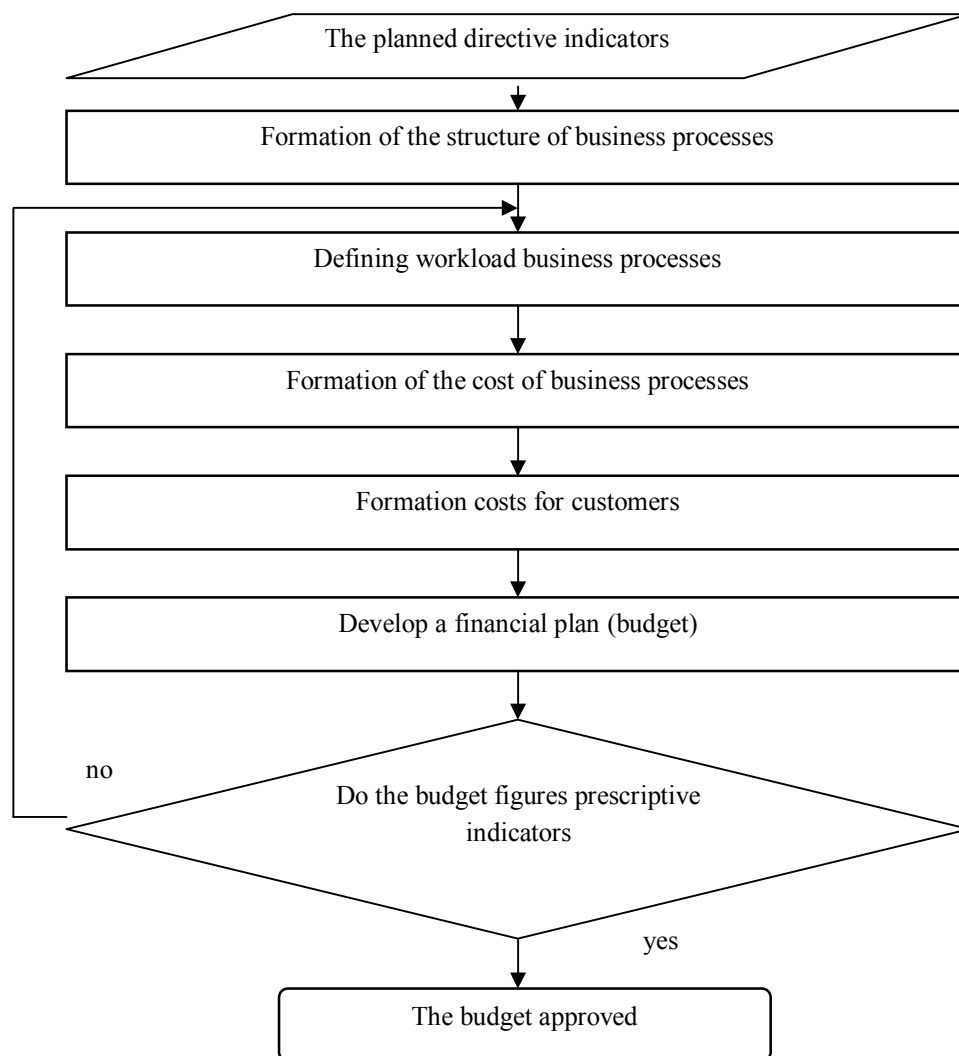 The planned directive indicators
Formation of the structure of business processes
Defining workload business processes
Formation of the cost of business processes
Formation costs for customers
Develop a financial plan (budget)
no
Do the budget figures prescriptive
indicators
yes
The budget approved